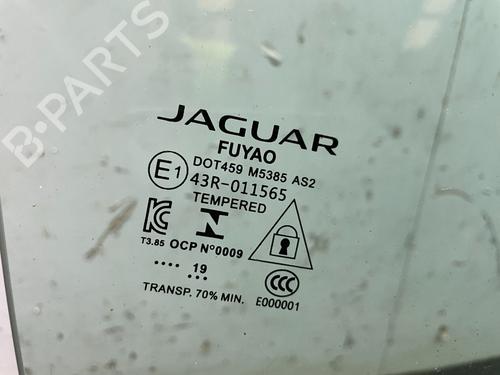 B-PARTS
JAGUAR
FUYAO
DOT459 M5385 AS2
E1 43R-011565
TEMPERED
KC
T3.85 OCP N°0009
.... 19
...
CCC
TRANSP. 70% MIN. E000001